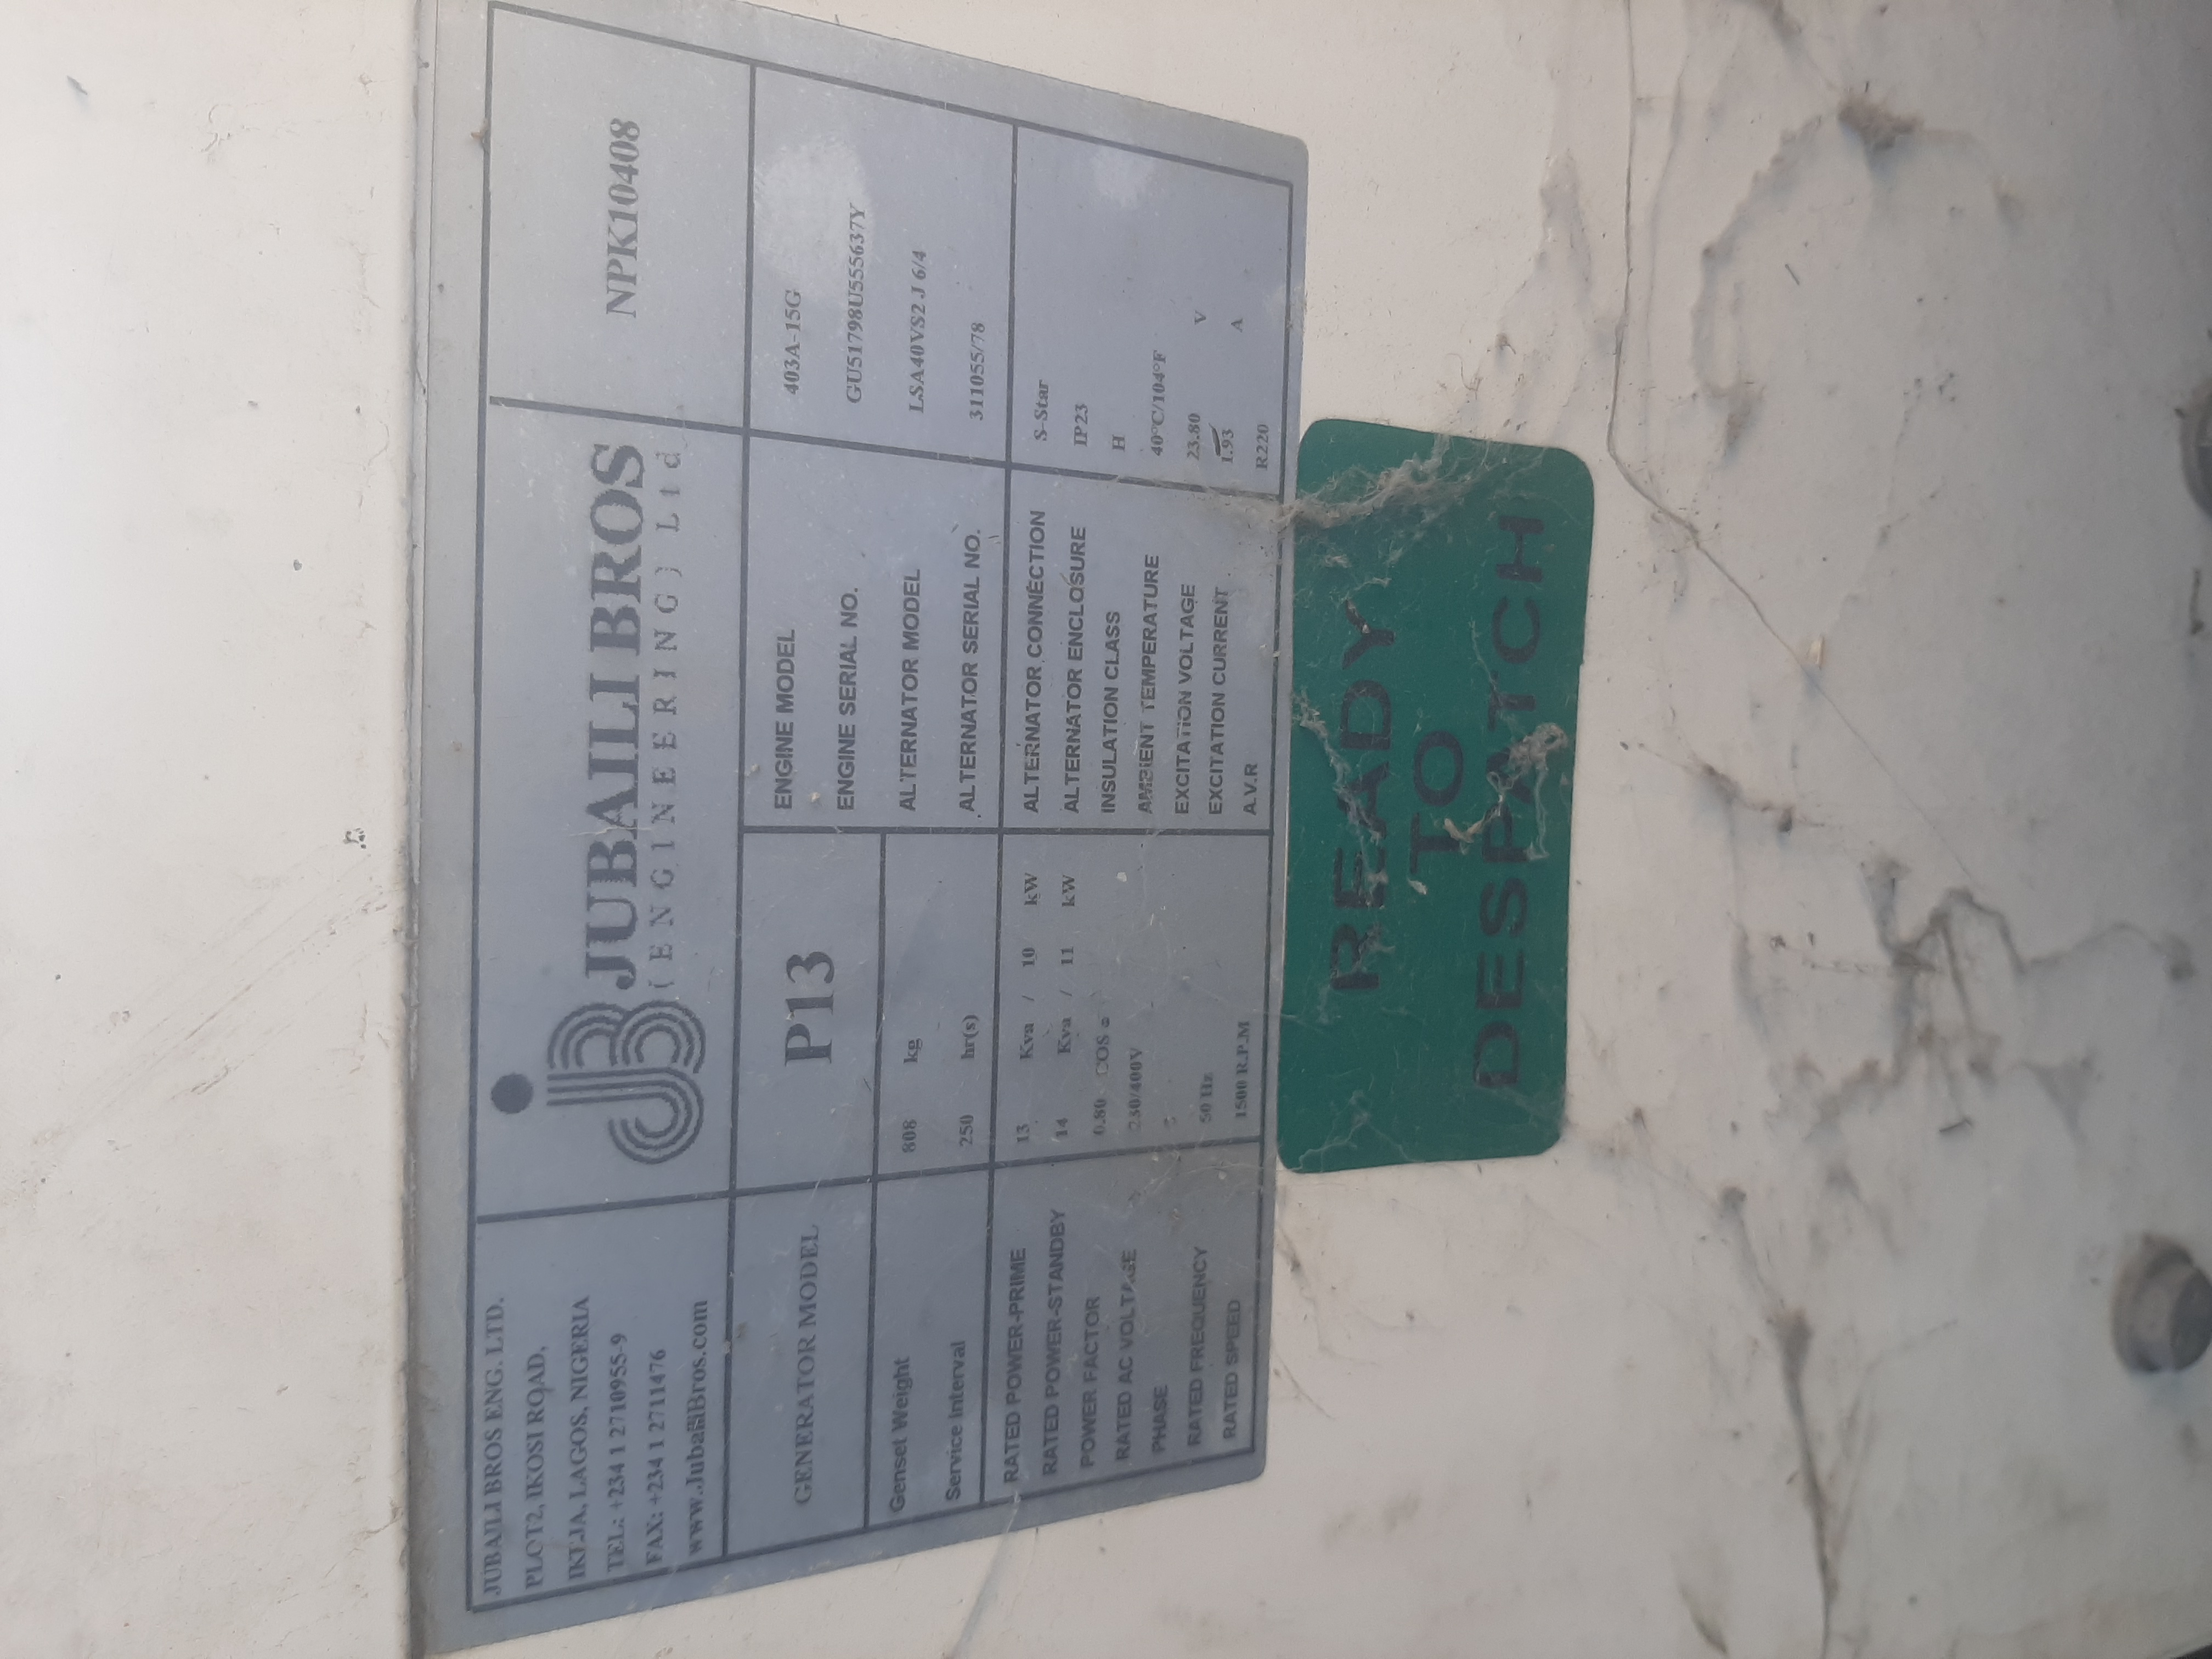 JUBAILI BROS ENG. LTD.
PLOT2, IKOSI ROAD,
IKEJA, LAGOS, NIGERIA
TEL: +234 1 2710955-9
FAX: +234 1 2711476
www.JubailiBros.com
JB JUBAILI BROS
(ENGINEERING) Ltd
NPK10408
GENERATOR MODEL P13
Genset Weight 808 kg
Service Interval 250 hr(s)
ENGINE MODEL 403A-15G
ENGINE SERIAL NO. GU51798U555637Y
ALTERNATOR MODEL LSA40VS2 J 6/4
ALTERNATOR SERIAL NO. 311055/78
RATED POWER-PRIME 13 Kva / 10 kW
RATED POWER-STANDBY 14 Kva / 11 kW
POWER FACTOR 0.80 COS
RATED AC VOLTAGE 230/400V
PHASE
RATED FREQUENCY 50 Hz
RATED SPEED 1500 R.P.M
ALTERNATOR CONNECTION S-Star
ALTERNATOR ENCLOSURE IP23
INSULATION CLASS H
AMBIENT TEMPERATURE 40°C/104°F
EXCITATION VOLTAGE 23.80 V
EXCITATION CURRENT 1.93 A
A.V.R R220
READY
TO
DESPATCH